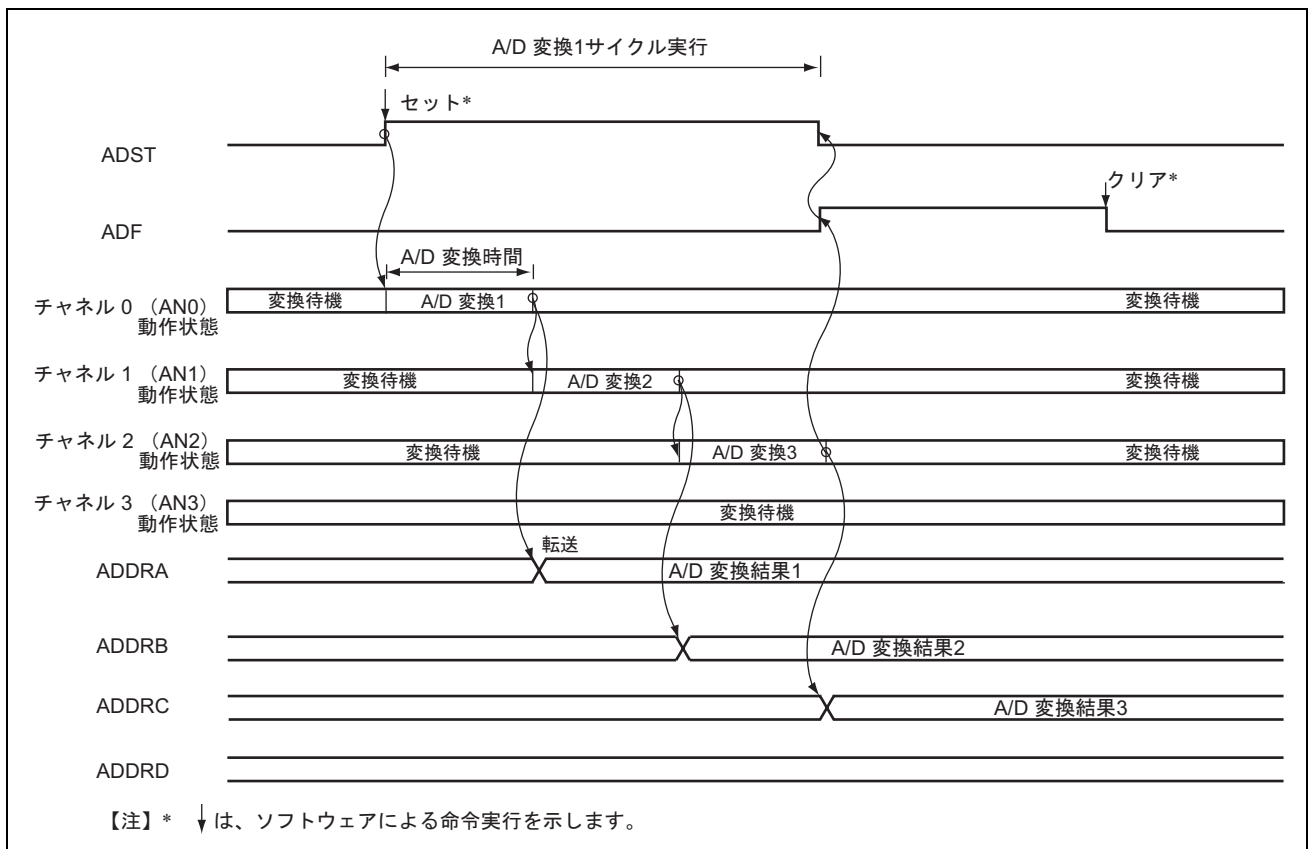 A/D 変換1サイクル実行
セット*
ADST
クリア*
ADF
A/D 変換時間
チャネル 0 (AN0)
動作状態
変換待機
A/D 変換1
変換待機
チャネル 1 (AN1)
動作状態
変換待機
A/D 変換2
変換待機
チャネル 2 (AN2)
動作状態
変換待機
A/D 変換3
変換待機
チャネル 3 (AN3)
動作状態
変換待機
転送
ADDRA
A/D 変換結果1
ADDRB
A/D 変換結果2
ADDRC
A/D 変換結果3
ADDRD
【注】* ↓は、ソフトウェアによる命令実行を示します。